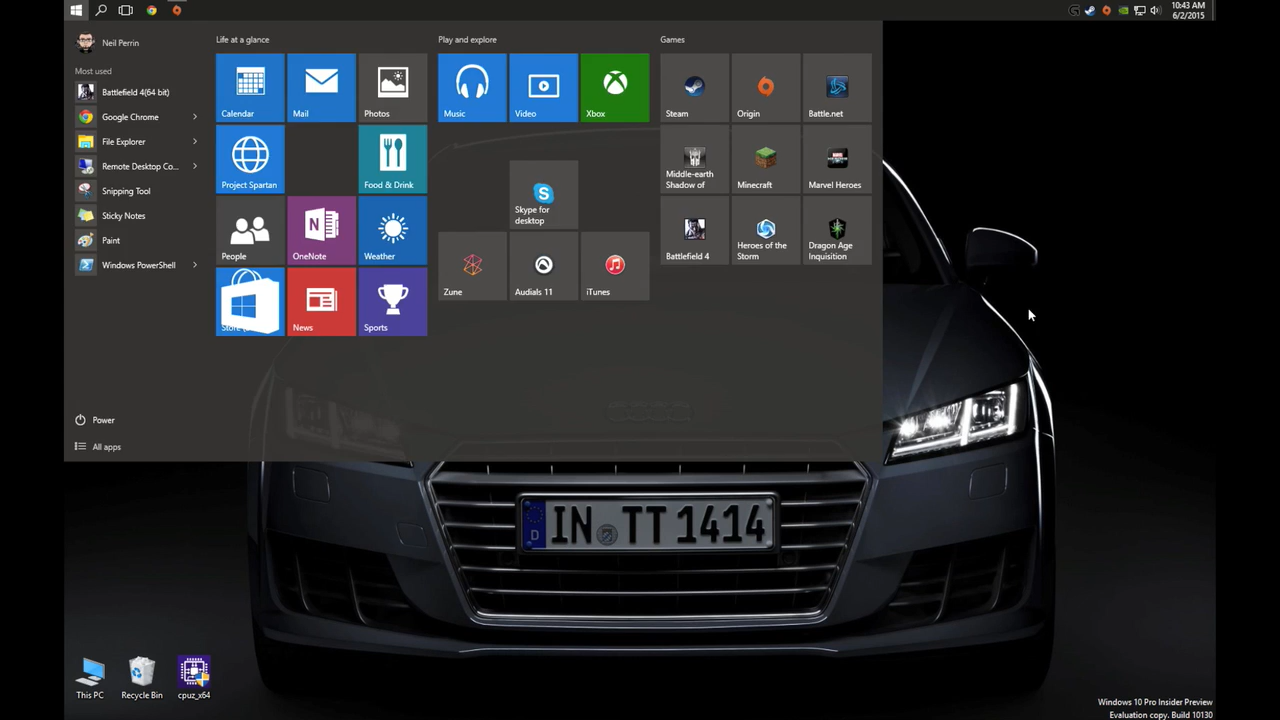 10:43 AM
6/2/2015
Neil Perrin
Most used
Battlefield 4(64 bit)
Google Chrome
File Explorer
Remote Desktop Co...
Snipping Tool
Sticky Notes
Paint
Windows PowerShell
Power
All apps
Life at a glance
Calendar
Mail
Photos
Project Spartan
Food & Drink
People
OneNote
Weather
News
Sports
Play and explore
Music
Video
Xbox
Skype for
desktop
Zune
Audials 11
iTunes
Games
Steam
Origin
Battle.net
Middle-earth
Shadow of
Minecraft
Marvel Heroes
Battlefield 4
Heroes of the
Storm
Dragon Age
Inquisition
D
IN TT 1414
This PC
Recycle Bin
cpuz_x64
Windows 10 Pro Insider Preview
Evaluation copy. Build 10130